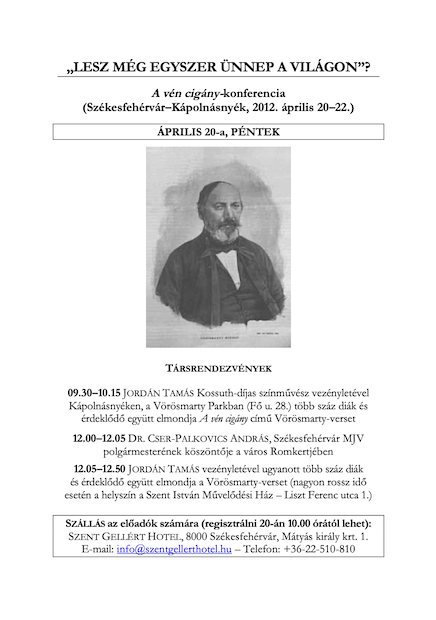 „LESZ MÉG EGYSZER ÜNNEP A VILÁGON”?
A vén cigány-konferencia
(Székesfehérvár–Kápolnásnyék, 2012. április 20–22.)
ÁPRILIS 20-a, PÉNTEK
TÁRSRENDEZVÉNYEK
09.30–10.15 JORDÁN TAMÁS Kossuth-díjas színművész vezényletével
Kápolnásnyéken, a Vörösmarty Parkban (Fő u. 28.) több száz diák és
érdeklődő együtt elmondja A vén cigány című Vörösmarty-verset
12.00–12.05 DR. CSER-PALKOVICS ANDRÁS, Székesfehérvár MJV
polgármesterének köszöntője a város Romkertjében
12.05–12.50 JORDÁN TAMÁS vezényletével ugyanott több száz diák
és érdeklődő együtt elmondja a Vörösmarty-verset (nagyon rossz idő
esetén a helyszín a Szent István Művelődési Ház – Liszt Ferenc utca 1.)
SZÁLLÁS az előadók számára (regisztrálni 20-án 10.00 órától lehet):
SZENT GELLÉRT HOTEL, 8000 Székesfehérvár, Mátyás király krt. 1.
E-mail: info@szentgellerthotel.hu – Telefon: +36-22-510-810